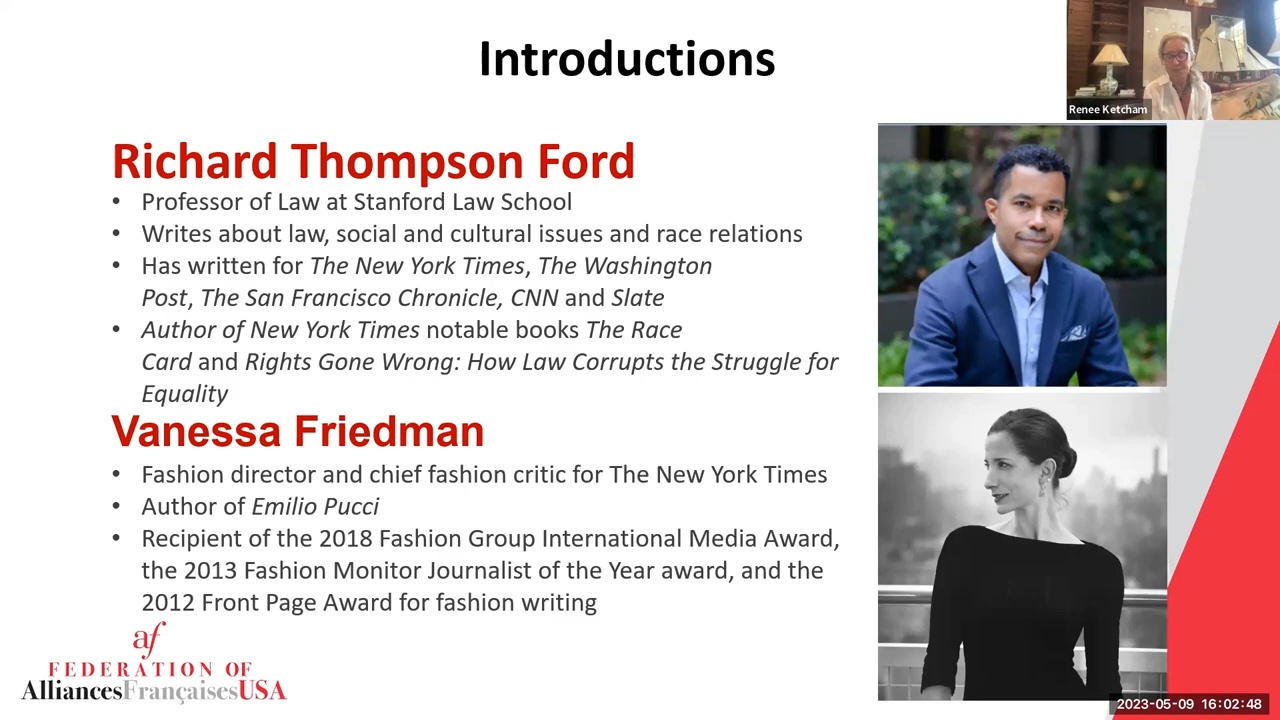 Introductions
Renee Ketcham
Richard Thompson Ford
• Professor of Law at Stanford Law School
• Writes about law, social and cultural issues and race relations
• Has written for The New York Times, The Washington
Post, The San Francisco Chronicle, CNN and Slate
• Author of New York Times notable books The Race
Card and Rights Gone Wrong: How Law Corrupts the Struggle for
Equality
Vanessa Friedman
• Fashion director and chief fashion critic for The New York Times
• Author of Emilio Pucci
• Recipient of the 2018 Fashion Group International Media Award,
the 2013 Fashion Monitor Journalist of the Year award, and the
2012 Front Page Award for fashion writing
af
FEDERATION OF
AlliancesFrançaisesUSA
2023-05-09 16:02:48